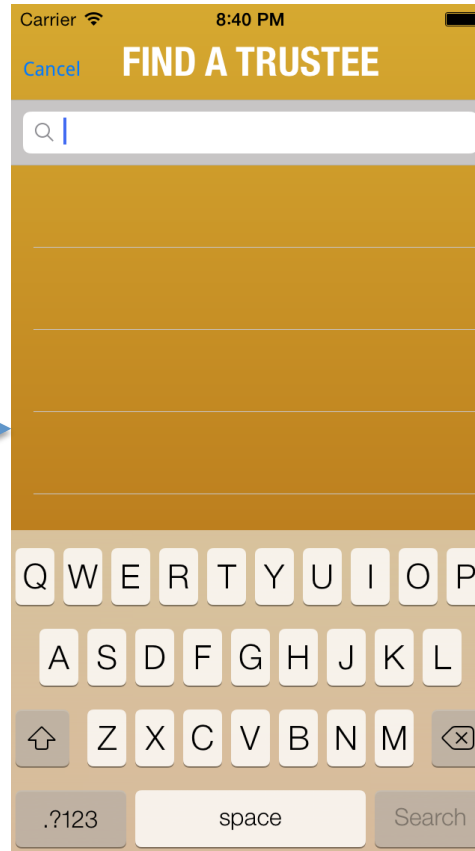 Carrier 8:40 PM
Cancel FIND A TRUSTEE
Q W E R T Y U I O P
A S D F G H J K L
Z X C V B N M
.?123 space Search